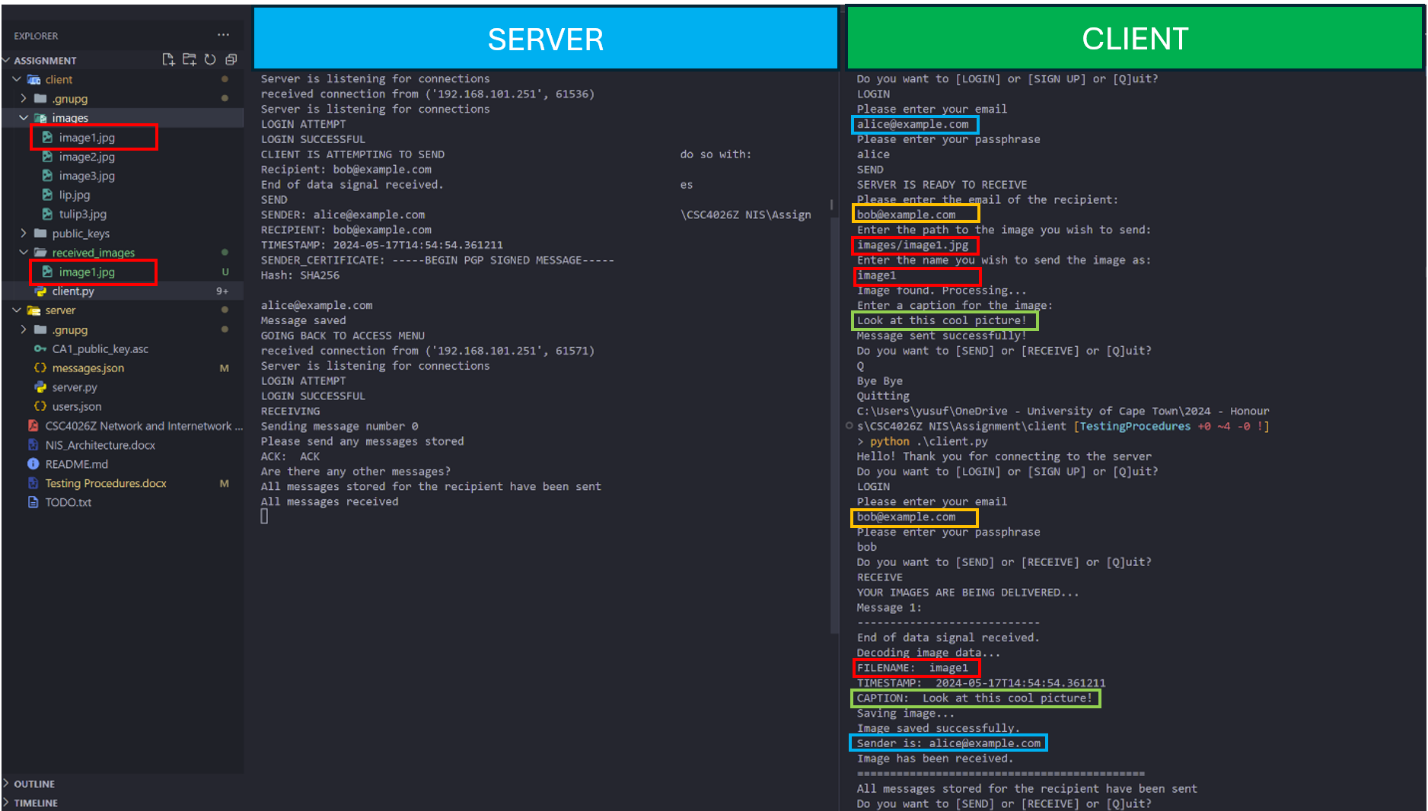 EXPLORER
...
ASSIGNMENT
client
.gnupg
images
image1.jpg
image2.jpg
image3.jpg
lip.jpg
tulip3.jpg
public_keys
received_images
image1.jpg U
client.py 9+
server
.gnupg
CA1_public_key.asc
messages.json M
server.py
users.json
CSC4026Z Network and Internetwork ...
NIS_Architecture.docx
README.md
Testing Procedures.docx M
TODO.txt
OUTLINE
TIMELINE
SERVER
Server is listening for connections
received connection from ('192.168.101.251', 61536)
Server is listening for connections
LOGIN ATTEMPT
LOGIN SUCCESSFUL
CLIENT IS ATTEMPTING TO SEND do so with:
Recipient: bob@example.com
End of data signal received. es
SEND
SENDER: alice@example.com \CSC4026Z NIS\Assign
RECIPIENT: bob@example.com
TIMESTAMP: 2024-05-17T14:54:54.361211
SENDER_CERTIFICATE: -----BEGIN PGP SIGNED MESSAGE-----
Hash: SHA256
alice@example.com
Message saved
GOING BACK TO ACCESS MENU
received connection from ('192.168.101.251', 61571)
Server is listening for connections
LOGIN ATTEMPT
LOGIN SUCCESSFUL
RECEIVING
Sending message number 0
Please send any messages stored
ACK:  ACK
Are there any other messages?
All messages stored for the recipient have been sent
All messages received
CLIENT
Do you want to [LOGIN] or [SIGN UP] or [Q]uit?
LOGIN
Please enter your email
alice@example.com
Please enter your passphrase
alice
SEND
SERVER IS READY TO RECEIVE
Please enter the email of the recipient:
bob@example.com
Enter the path to the image you wish to send:
images/image1.jpg
Enter the name you wish to send the image as:
image1
Image found. Processing...
Enter a caption for the image:
Look at this cool picture!
Message sent successfully!
Do you want to [SEND] or [RECEIVE] or [Q]uit?
Q
Bye Bye
Quitting
C:\Users\yusuf\OneDrive - University of Cape Town\2024 - Honour
s\CSC4026Z NIS\Assignment\client [TestingProcedures +0 ~4 -0 !]
> python .\client.py
Hello! Thank you for connecting to the server
Do you want to [LOGIN] or [SIGN UP] or [Q]uit?
LOGIN
Please enter your email
bob@example.com
Please enter your passphrase
bob
Do you want to [SEND] or [RECEIVE] or [Q]uit?
RECEIVE
YOUR IMAGES ARE BEING DELIVERED...
Message 1:
----------------------------
End of data signal received.
Decoding image data...
FILENAME:  image1
TIMESTAMP:  2024-05-17T14:54:54.361211
CAPTION:  Look at this cool picture!
Saving image...
Image saved successfully.
Sender is: alice@example.com
Image has been received.
============================================
All messages stored for the recipient have been sent
Do you want to [SEND] or [RECEIVE] or [Q]uit?